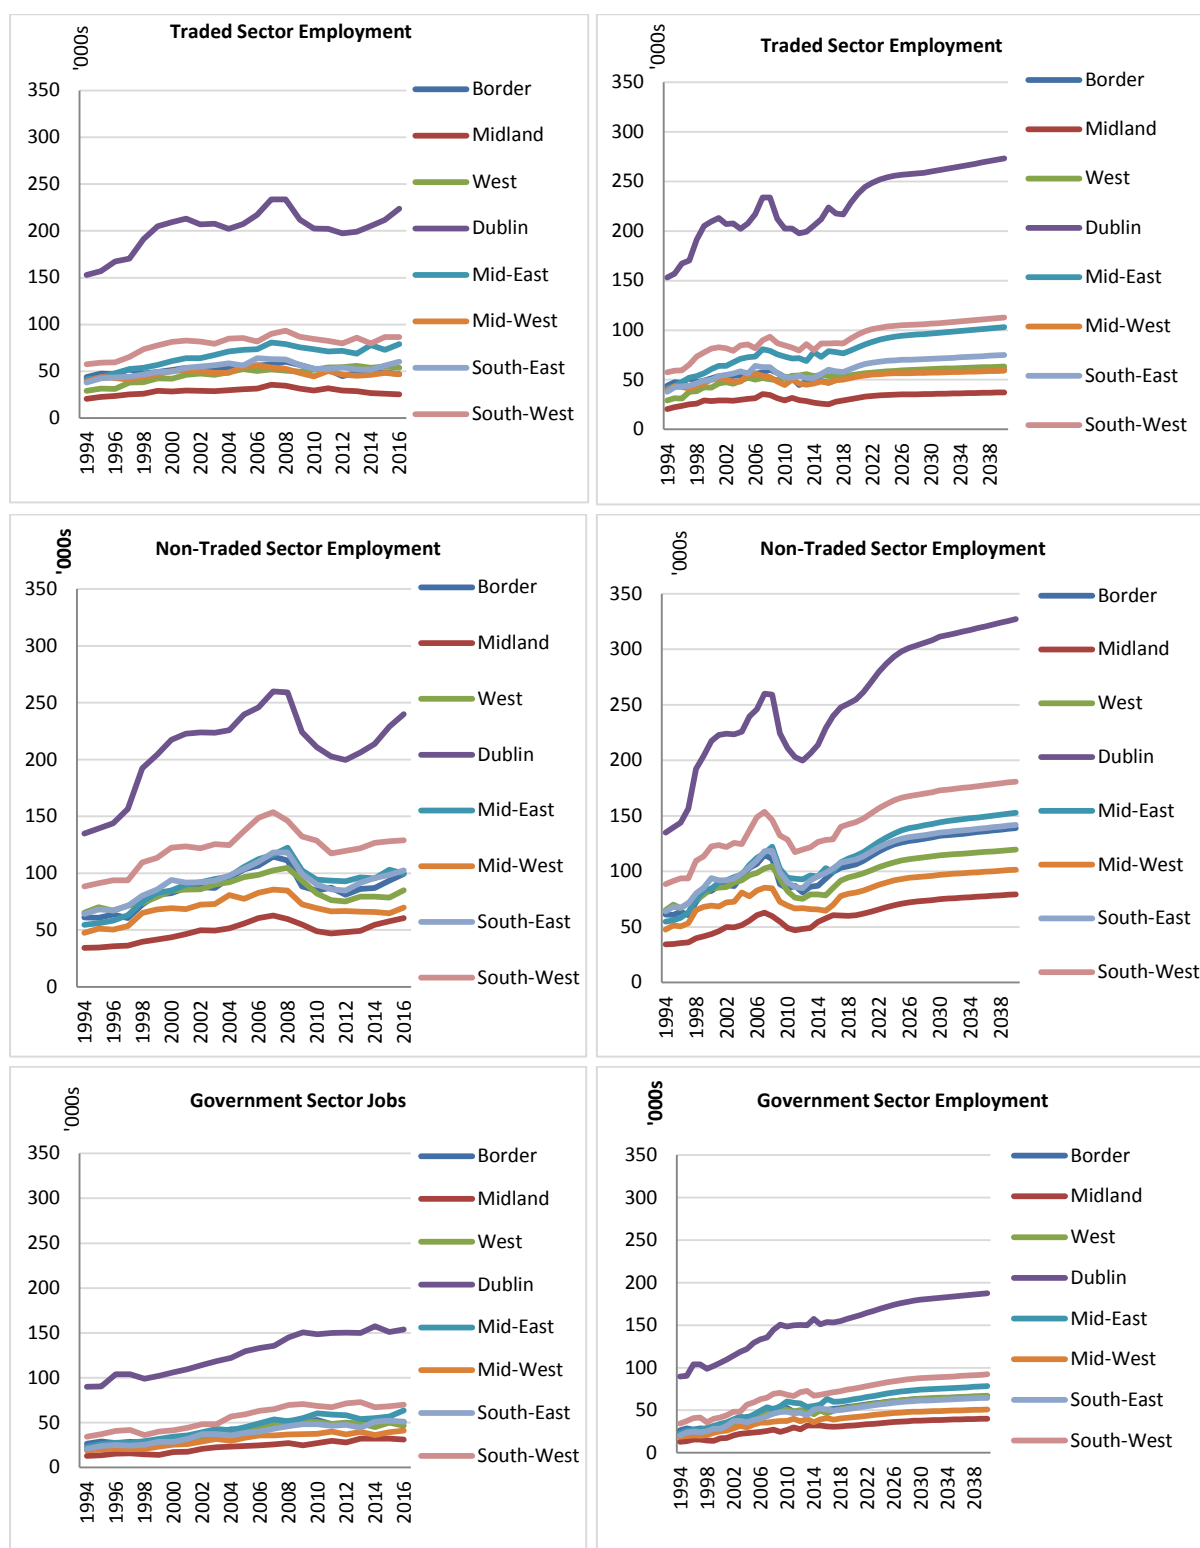 Traded Sector Employment
'000s
350
300
250
200
150
100
50
0
1994
1996
1998
2000
2002
2004
2006
2008
2010
2012
2014
2016
Border
Midland
West
Dublin
Mid-East
Mid-West
South-East
South-West
Traded Sector Employment
'000s
350
300
250
200
150
100
50
0
1994
1998
2002
2006
2010
2014
2018
2022
2026
2030
2034
2038
Border
Midland
West
Dublin
Mid-East
Mid-West
South-East
South-West
Non-Traded Sector Employment
'000s
350
300
250
200
150
100
50
0
1994
1996
1998
2000
2002
2004
2006
2008
2010
2012
2014
2016
Border
Midland
West
Dublin
Mid-East
Mid-West
South-East
South-West
Non-Traded Sector Employment
'000s
350
300
250
200
150
100
50
0
1994
1998
2002
2006
2010
2014
2018
2022
2026
2030
2034
2038
Border
Midland
West
Dublin
Mid-East
Mid-West
South-East
South-West
Government Sector Jobs
'000s
350
300
250
200
150
100
50
0
1994
1996
1998
2000
2002
2004
2006
2008
2010
2012
2014
2016
Border
Midland
West
Dublin
Mid-East
Mid-West
South-East
South-West
Government Sector Employment
'000s
350
300
250
200
150
100
50
0
1994
1998
2002
2006
2010
2014
2018
2022
2026
2030
2034
2038
Border
Midland
West
Dublin
Mid-East
Mid-West
South-East
South-West